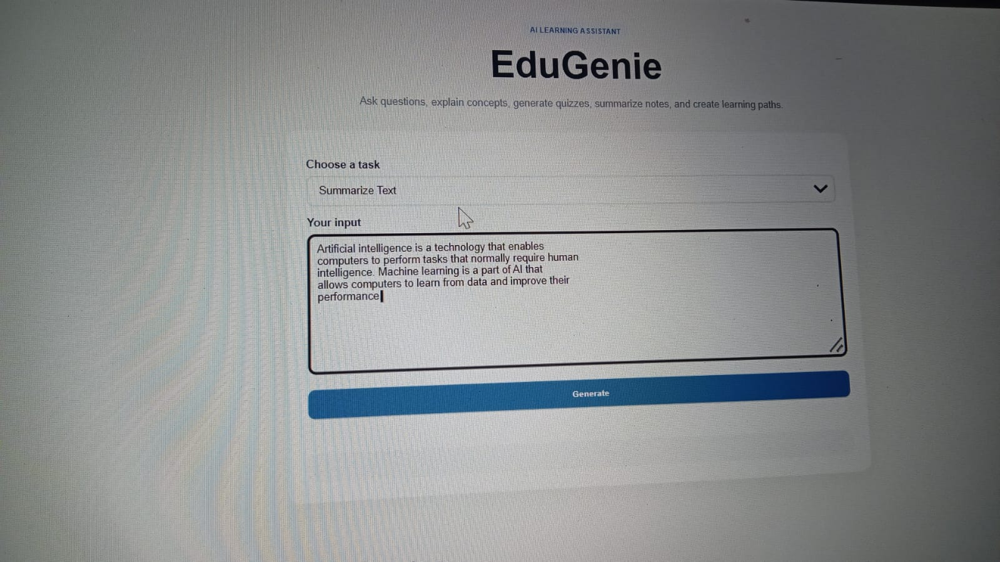 AI LEARNING ASSISTANT
EduGenie
Ask questions, explain concepts, generate quizzes, summarize notes, and create learning paths.
Choose a task
Summarize Text
Your input
Artificial intelligence is a technology that enables
computers to perform tasks that normally require human
intelligence. Machine learning is a part of AI that
allows computers to learn from data and improve their
performance
Generate